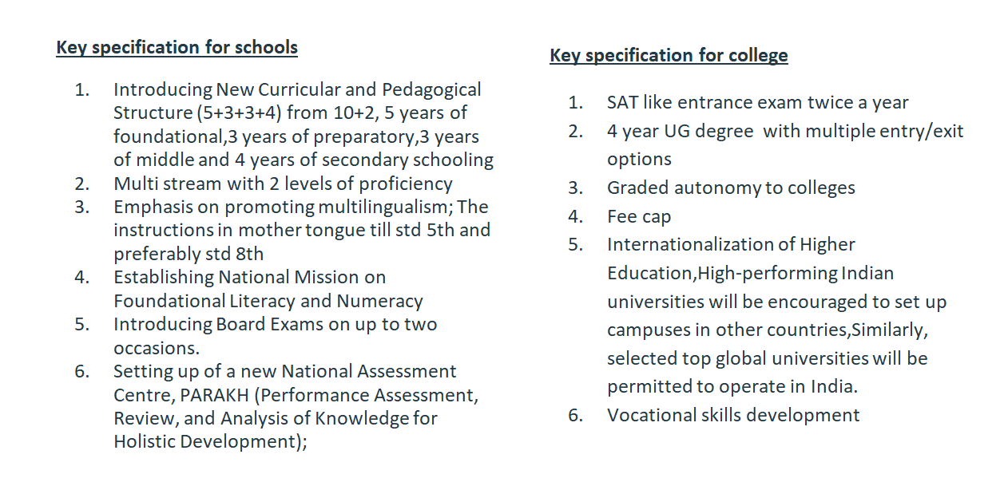 Key specification for schools
1. Introducing New Curricular and Pedagogical
Structure (5+3+3+4) from 10+2, 5 years of
foundational,3 years of preparatory,3 years
of middle and 4 years of secondary schooling
2. Multi stream with 2 levels of proficiency
3. Emphasis on promoting multilingualism; The
instructions in mother tongue till std 5th and
preferably std 8th
4. Establishing National Mission on
Foundational Literacy and Numeracy
5. Introducing Board Exams on up to two
occasions.
6. Setting up of a new National Assessment
Centre, PARAKH (Performance Assessment,
Review, and Analysis of Knowledge for
Holistic Development);
Key specification for college
1. SAT like entrance exam twice a year
2. 4 year UG degree with multiple entry/exit
options
3. Graded autonomy to colleges
4. Fee cap
5. Internationalization of Higher
Education,High-performing Indian
universities will be encouraged to set up
campuses in other countries,Similarly,
selected top global universities will be
permitted to operate in India.
6. Vocational skills development